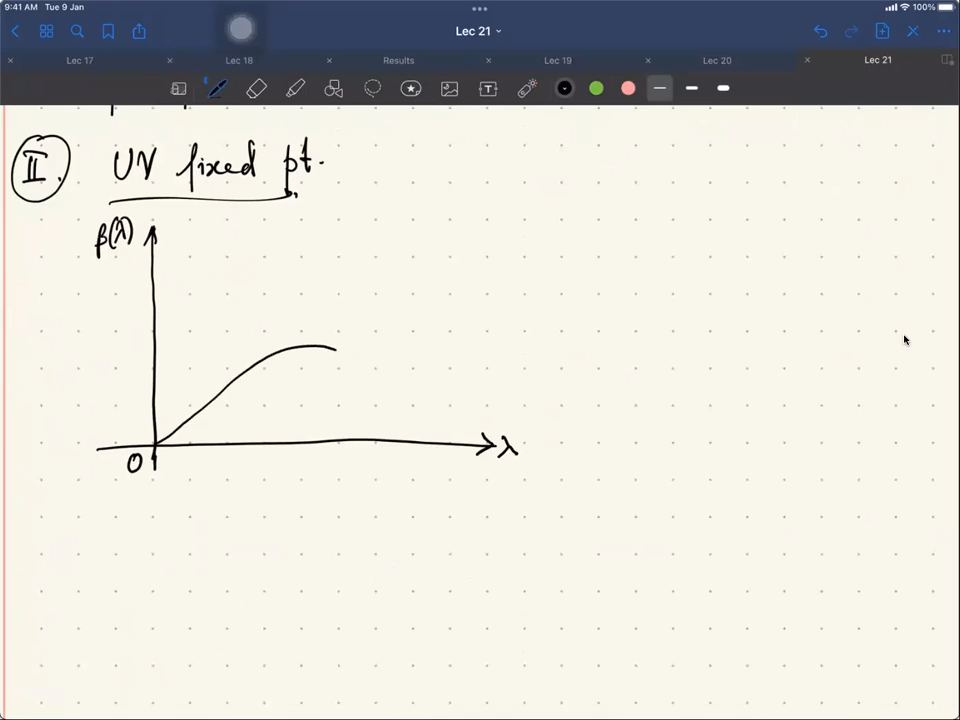 9:41 AM Tue 9 Jan
100%
Lec 21
Lec 17
Lec 18
Results
Lec 19
Lec 20
Lec 21
II. UV fixed pt.
β(λ)
λ
0